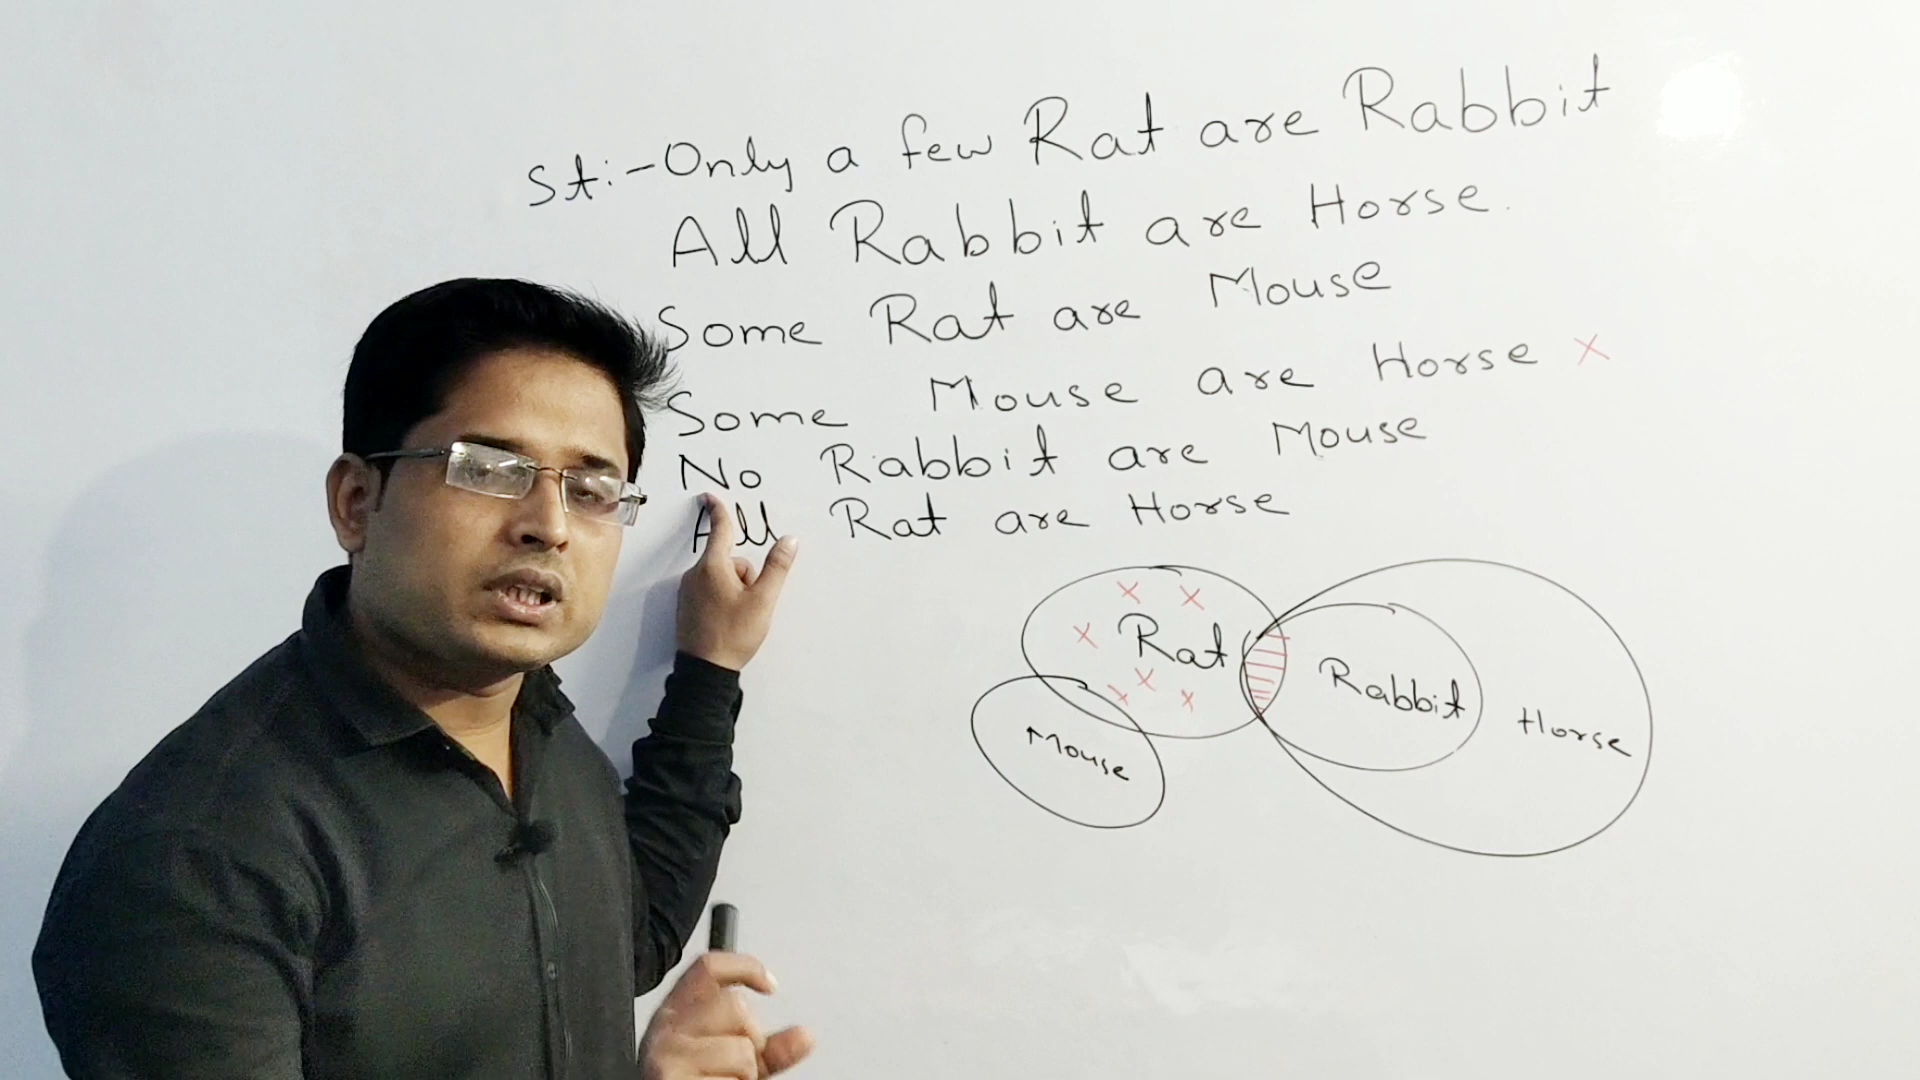 St:-Only a few Rat are Rabbit
All Rabbit are Horse.
Some Rat are Mouse
Some Mouse are Horse ×
No Rabbit are Mouse
All Rat are Horse
Rat
Rabbit
Horse
Mouse